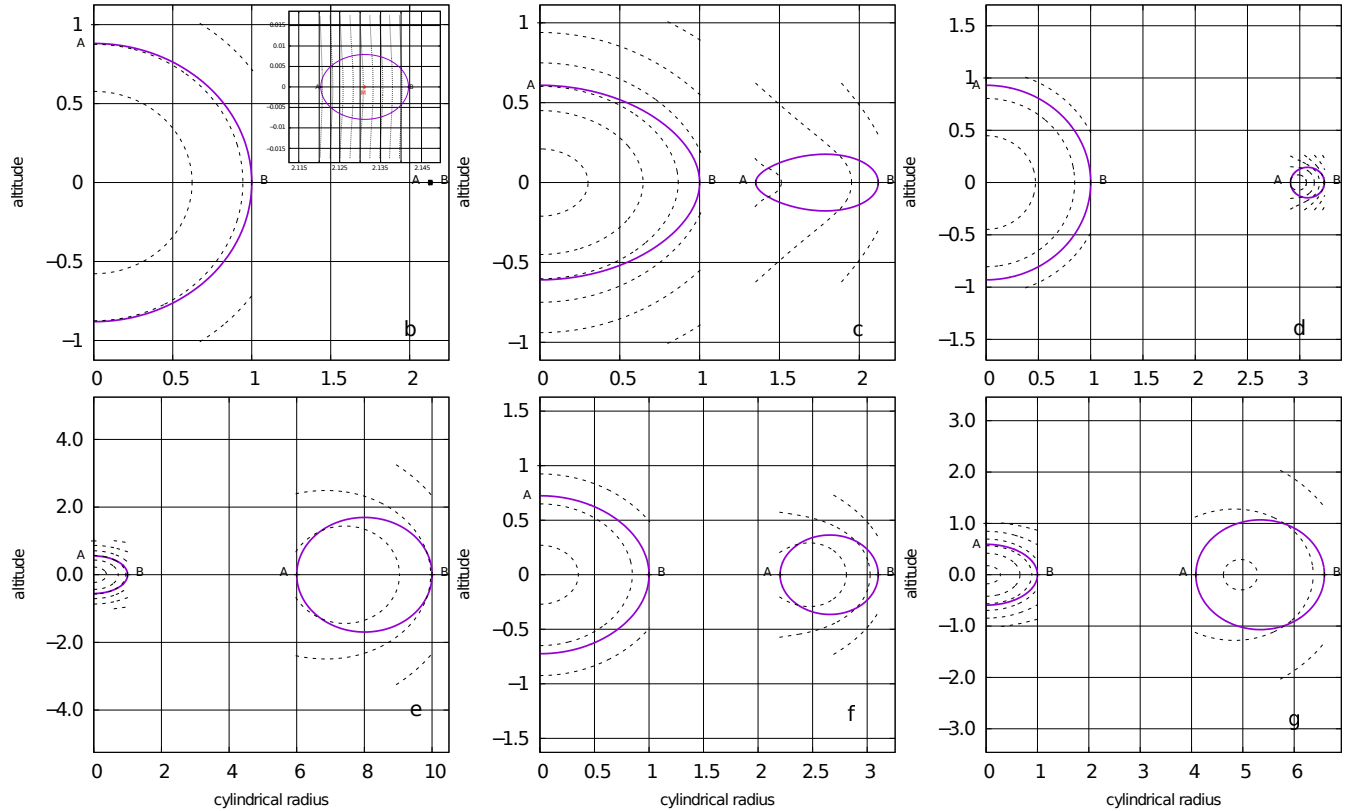 1
0.5
0
−0.5
−1
A
B
A
B
0.015
0.01
0.005
0
−0.005
−0.01
−0.015
A
B
M
2.115
2.125
2.135
2.145
b
0
0.5
1
1.5
2
altitude
1
0.5
0
−0.5
−1
A
B
A
B
c
0
0.5
1
1.5
2
altitude
1.5
1
0.5
0
−0.5
−1
−1.5
A
B
A
B
d
0
0.5
1
1.5
2
2.5
3
altitude
4.0
2.0
0.0
−2.0
−4.0
A
B
A
B
e
0
2
4
6
8
10
cylindrical radius
altitude
1.5
1
0.5
0
−0.5
−1
−1.5
A
B
A
B
f
0
0.5
1
1.5
2
2.5
3
cylindrical radius
altitude
3.0
2.0
1.0
0.0
−1.0
−2.0
−3.0
A
B
A
B
g
0
1
2
3
4
5
6
cylindrical radius